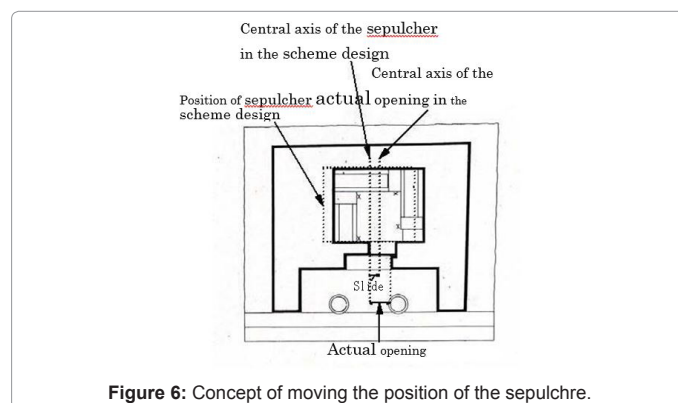 Central axis of the sepulcher
in the scheme design
Central axis of the
Position of sepulcher actual opening in the
scheme design
Slide
Actual opening
Figure 6: Concept of moving the position of the sepulchre.